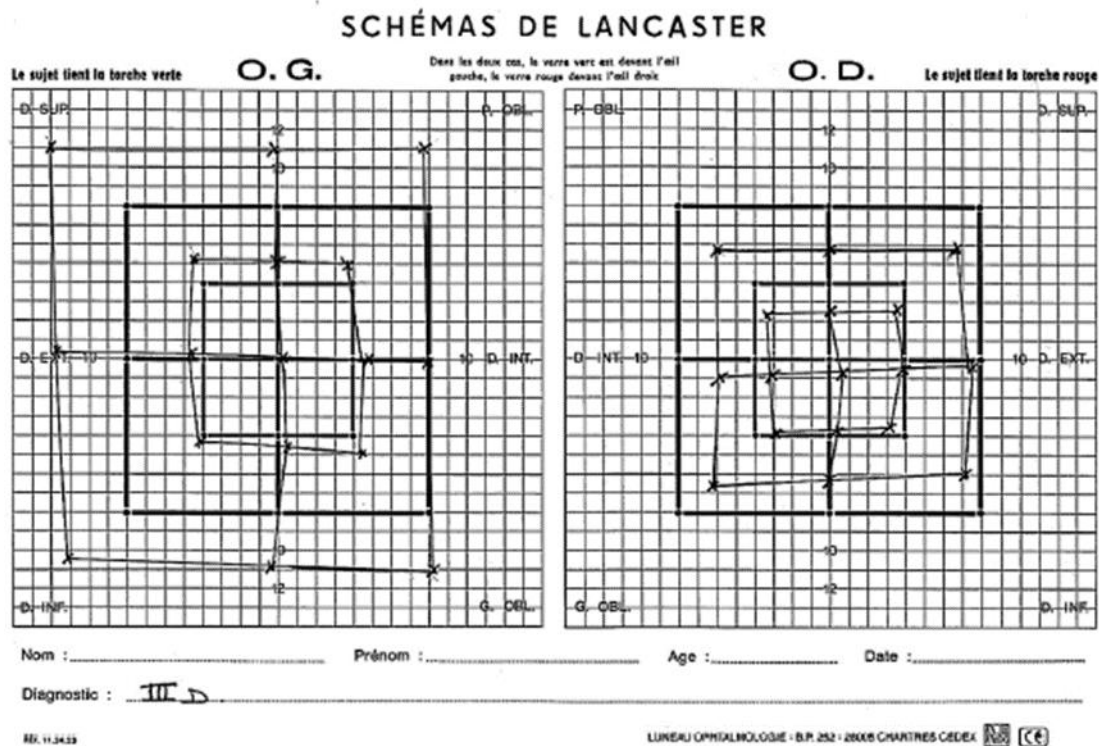 SCHÉMAS DE LANCASTER
Le sujet tient la torche verte
O. G.
Dans les deux cas, le verre vert est devant l'œil
gauche, le verre rouge devant l'œil droit
O. D.
Le sujet tient la torche rouge
D. SUP.
P. OBL.
P. OBL.
D. SUP.
12
12
10
10
D. EXT. 10
10 D. INT.
D. INT. 10
10 D. EXT.
10
10
12
12
D. INF.
G. OBL.
G. OBL.
D. INF.
Nom :
Prénom :
Age :
Date :
Diagnostic : III D
LUNEAU OPHTALMOLOGIE - B.P. 252 - 28005 CHARTRES CEDEX
CE